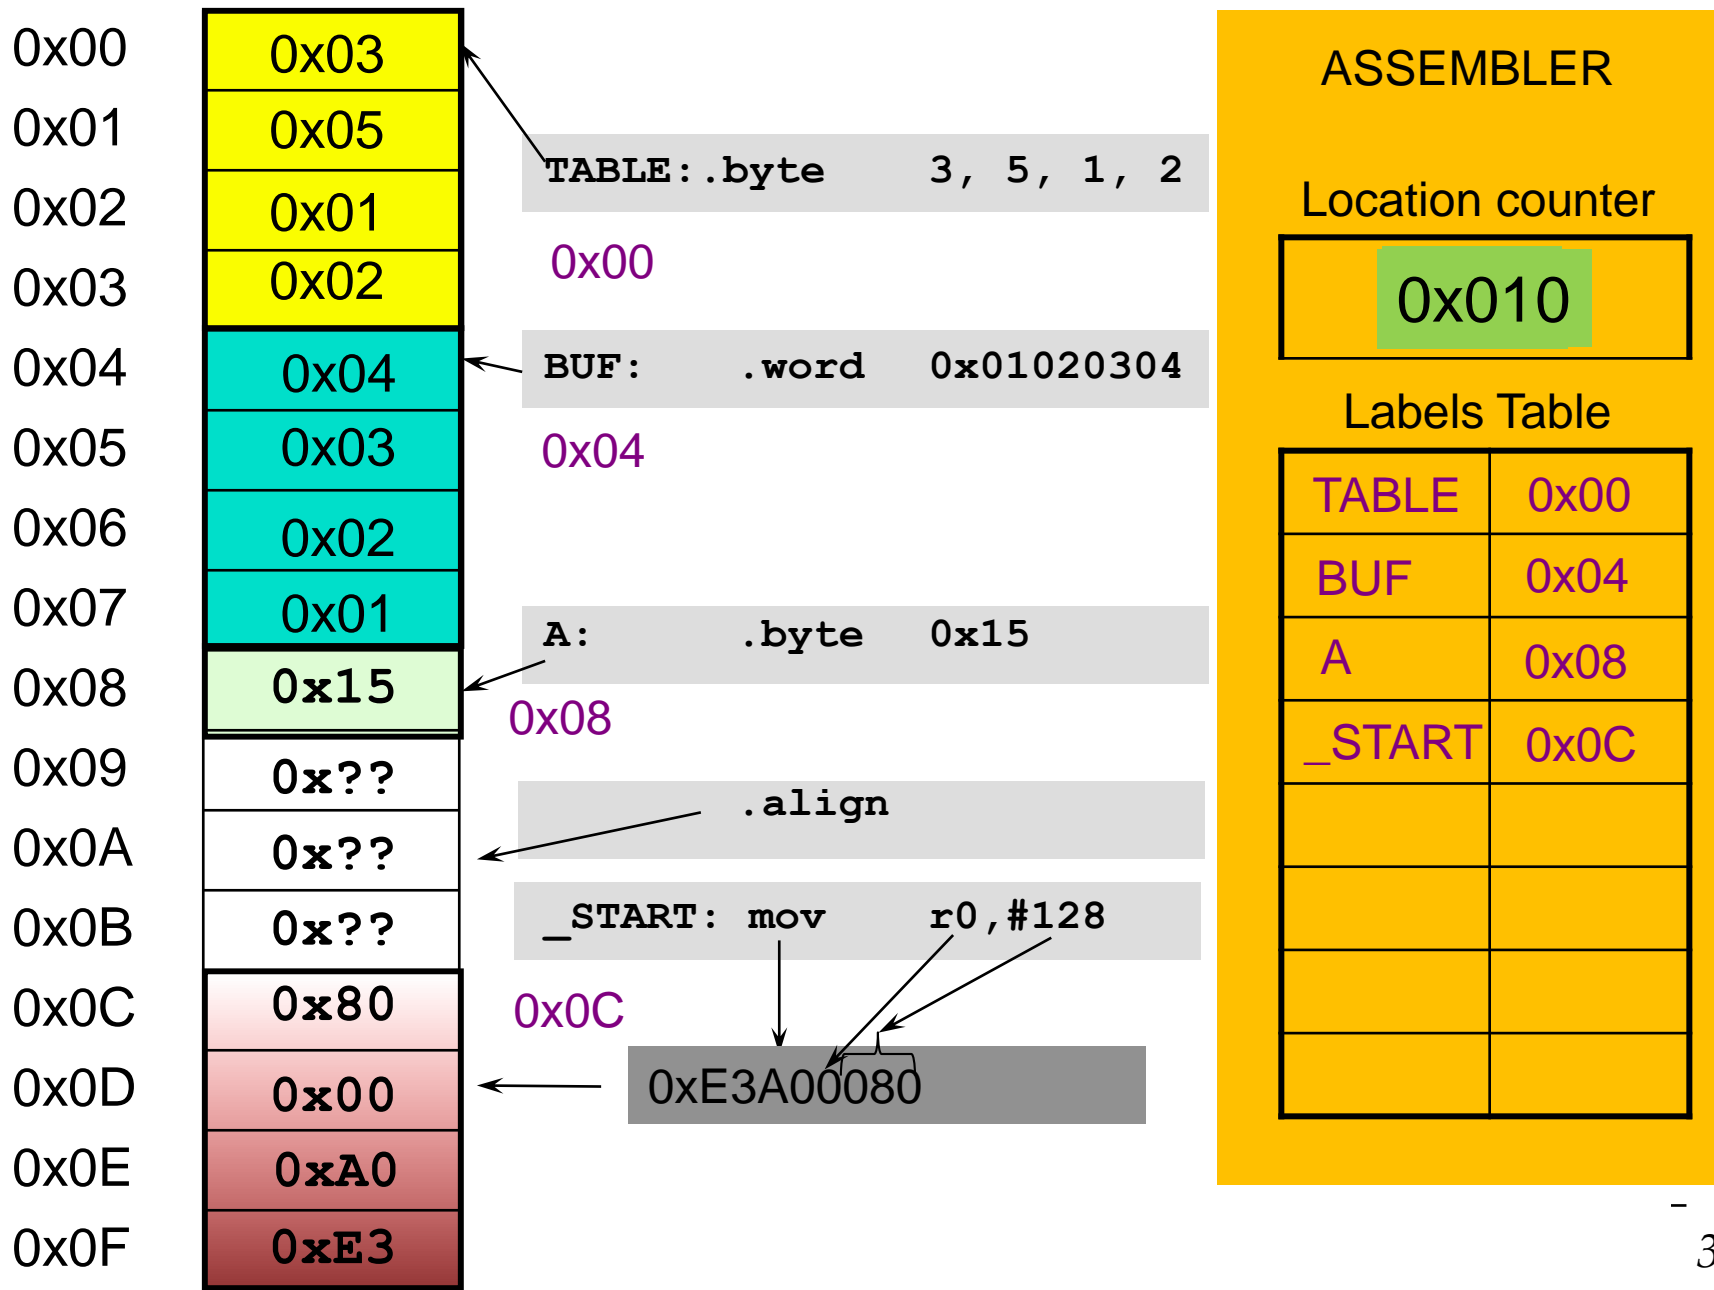 0x00 0x03
0x01 0x05
0x02 0x01
0x03 0x02
0x04 0x04
0x05 0x03
0x06 0x02
0x07 0x01
0x08 0x15
0x09 0x??
0x0A 0x??
0x0B 0x??
0x0C 0x80
0x0D 0x00
0x0E 0xA0
0x0F 0xE3
TABLE:.byte 3, 5, 1, 2
0x00
BUF: .word 0x01020304
0x04
A: .byte 0x15
0x08
.align
_START: mov r0,#128
0x0C
0xE3A00080
ASSEMBLER
Location counter
0x010
Labels Table
TABLE 0x00
BUF 0x04
A 0x08
_START 0x0C
-
3